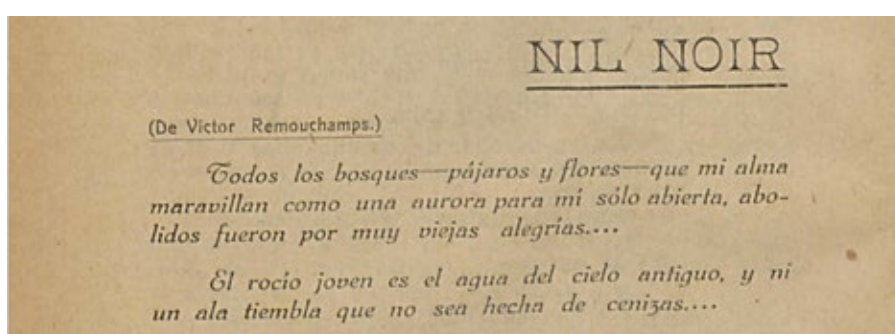 NIL NOIR
(De Victor Remouchamps.)
Todos los bosques—pájaros y flores—que mi alma
maravillan como una aurora para mí sólo abierta, abo-
lidos fueron por muy viejas alegrías....
El rocío joven es el agua del cielo antiguo, y ni
un ala tiembla que no sea hecha de cenizas....